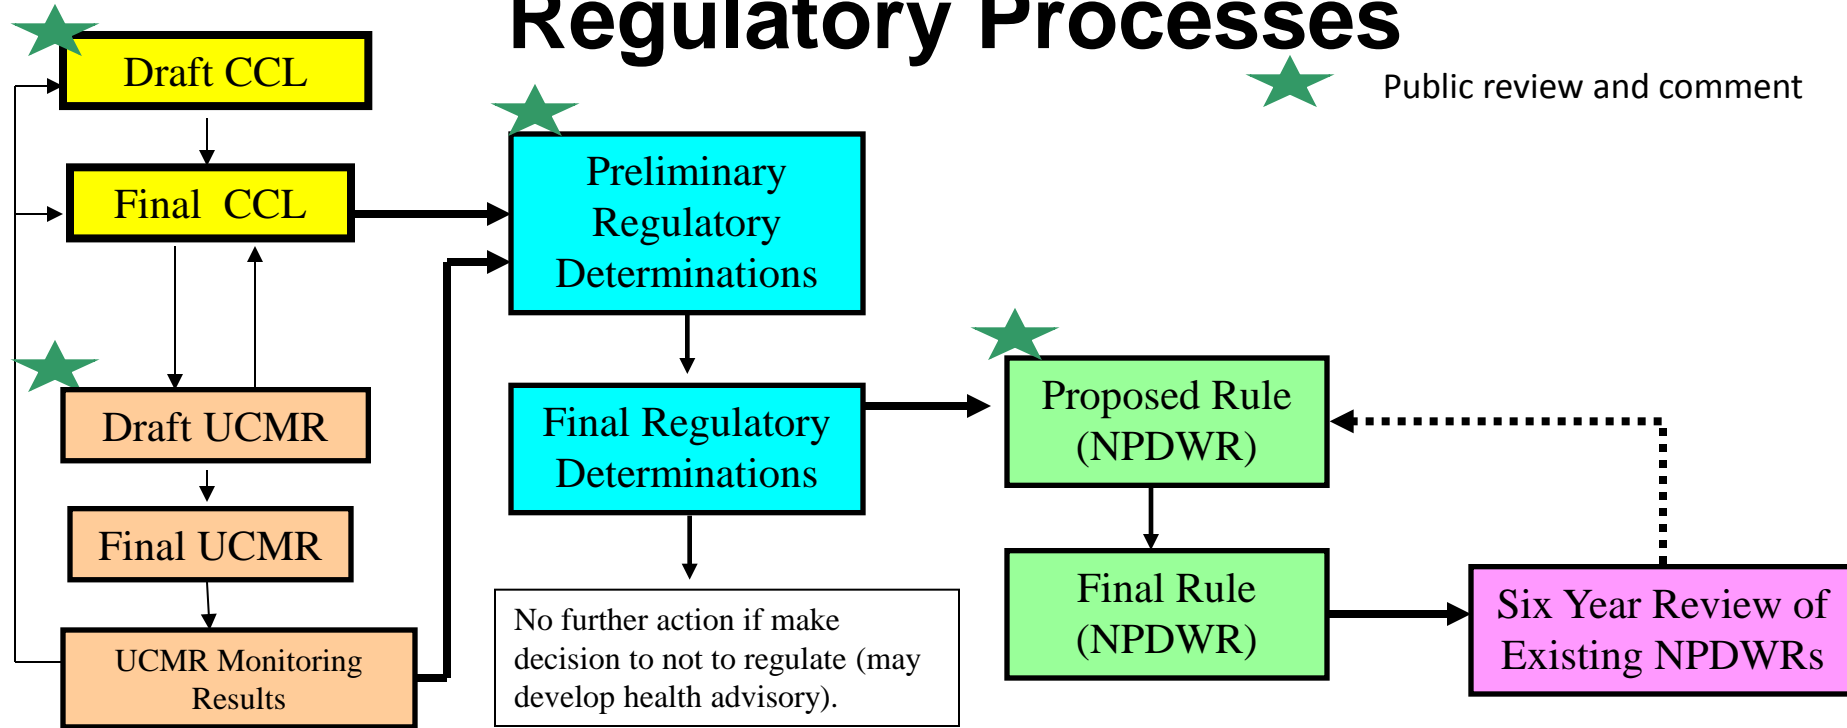 Regulatory Processes
Public review and comment
Draft CCL
Final CCL
Draft UCMR
Final UCMR
UCMR Monitoring
Results
Preliminary
Regulatory
Determinations
Final Regulatory
Determinations
No further action if make
decision to not to regulate (may
develop health advisory).
Proposed Rule
(NPDWR)
Final Rule
(NPDWR)
Six Year Review of
Existing NPDWRs